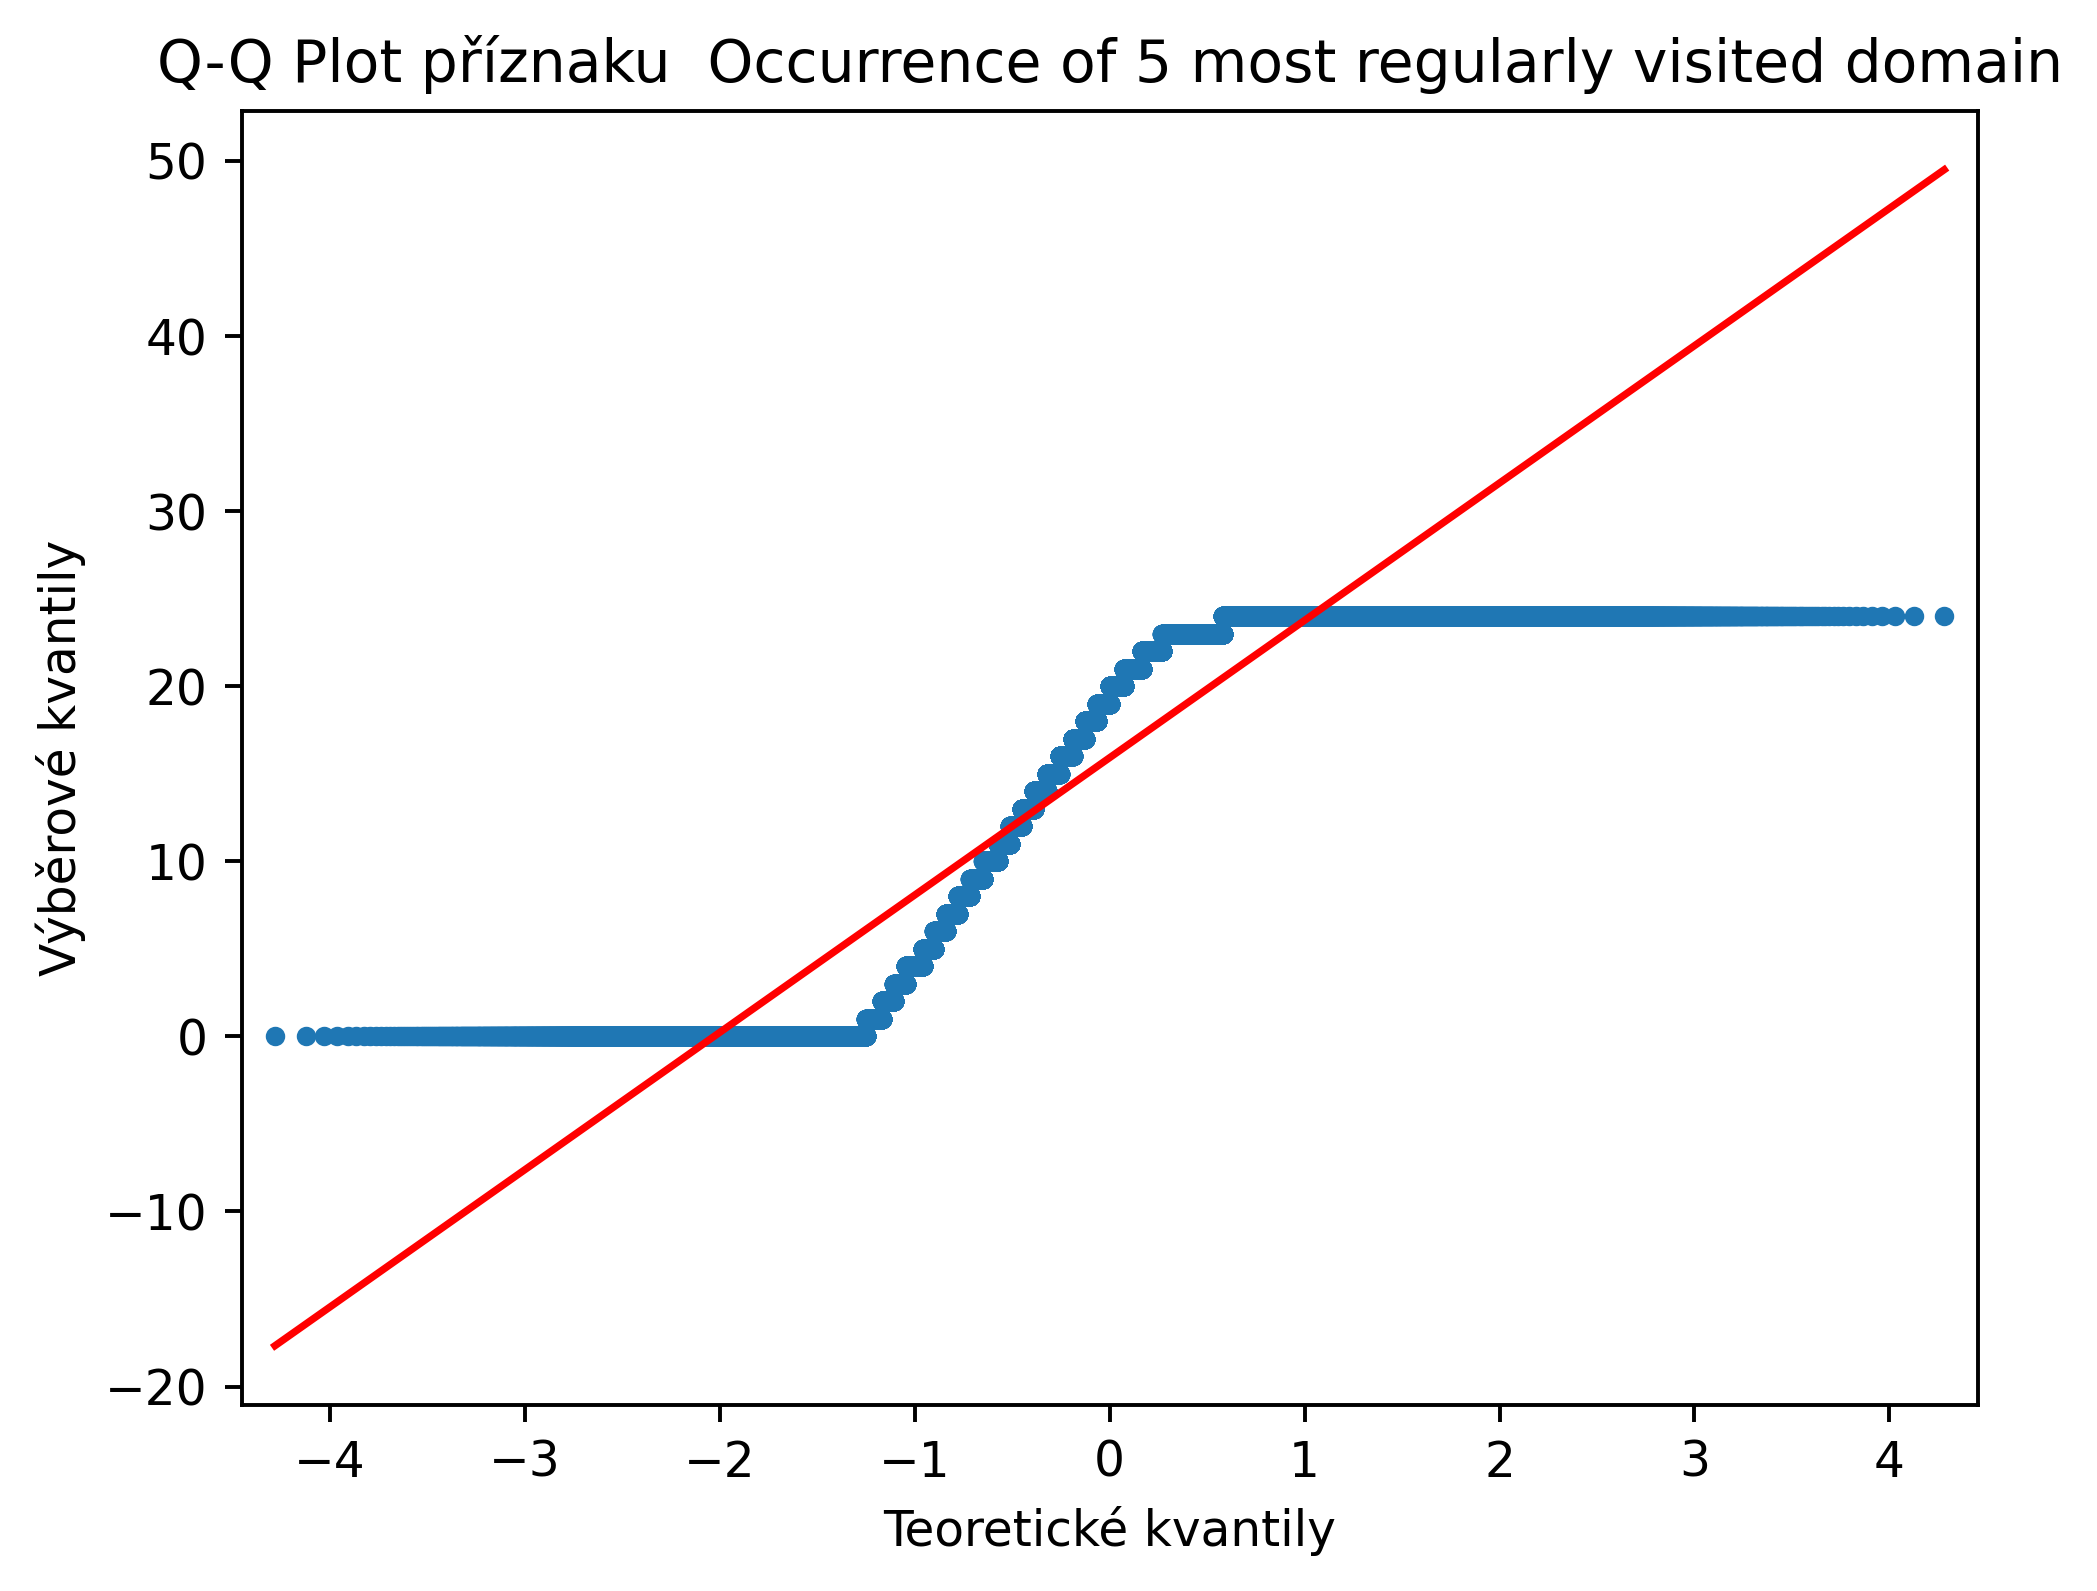 Q-Q Plot příznaku  Occurrence of 5 most regularly visited domain
50
40
30
20
10
0
−10
−20
Výběrové kvantily
−4 −3 −2 −1 0 1 2 3 4
Teoretické kvantily